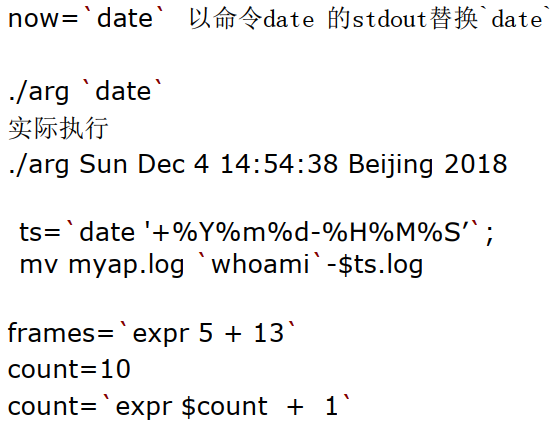 now=`date` 以命令date 的stdout替换`date`
./arg `date`
实际执行
./arg Sun Dec 4 14:54:38 Beijing 2018
ts=`date '+%Y%m%d-%H%M%S’`;
mv myap.log `whoami`-$ts.log
frames=`expr 5 + 13`
count=10
count=`expr $count + 1`